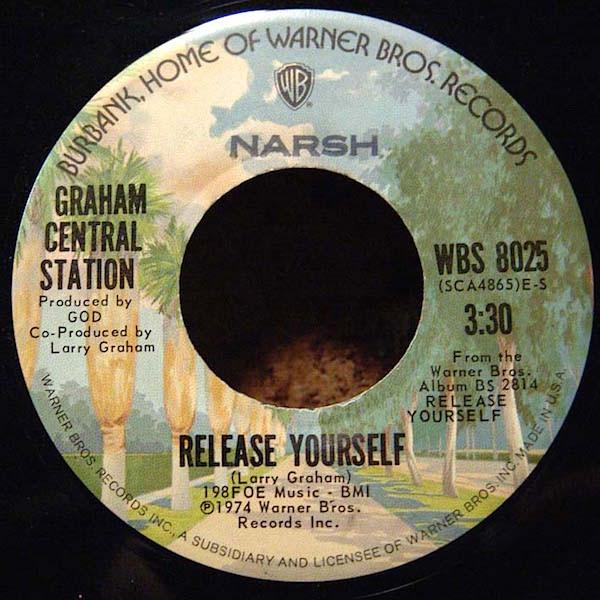 BURBANK, HOME OF WARNER BROS. RECORDS
WB
NARSH
GRAHAM
CENTRAL
STATION
Produced by
GOD
Co-Produced by
Larry Graham
WBS 8025
(SCA4865)E-S
3:30
From the
Warner Bros.
Album BS 2814
RELEASE
YOURSELF
RELEASE YOURSELF
(Larry Graham)
198FOE Music - BMI
℗1974 Warner Bros.
Records Inc.
WARNER BROS. RECORDS INC., A SUBSIDIARY AND LICENSEE OF WARNER BROS. INC. MADE IN U.S.A.